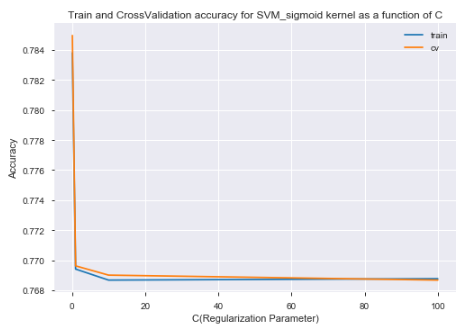 Train and CrossValidation accuracy for SVM_sigmoid kernel as a function of C
train
cv
0.784
0.782
0.780
0.778
0.776
0.774
0.772
0.770
0.768
Accuracy
0 20 40 60 80 100
C(Regularization Parameter)